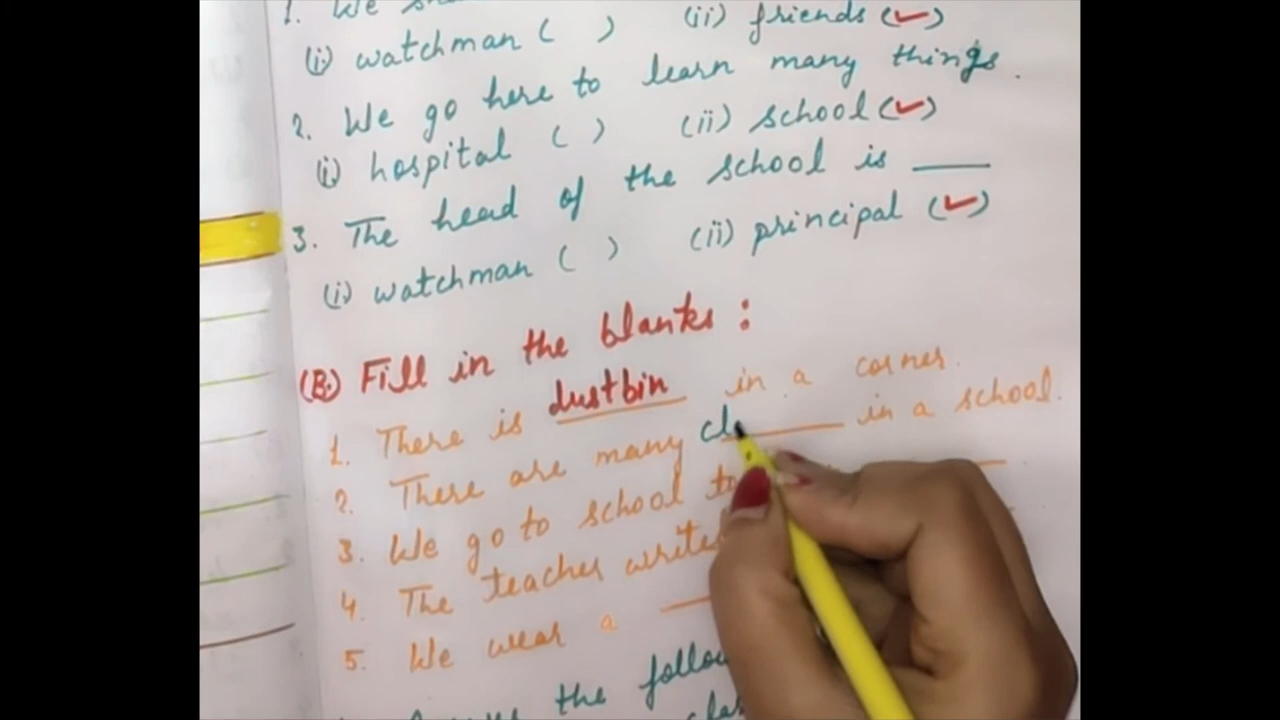 1. We
(i) watchman ( ) (ii) friends (✓)
2. We go here to learn many things.
(i) hospital ( ) (ii) school (✓)
3. The head of the school is ____
(i) watchman ( ) (ii) principal (✓)
(B.) Fill in the blanks :
1. There is dustbin in a corner.
2. There are many cl____ in a school.
3. We go to school to
4. The teacher writes
5. We wear a ____
the